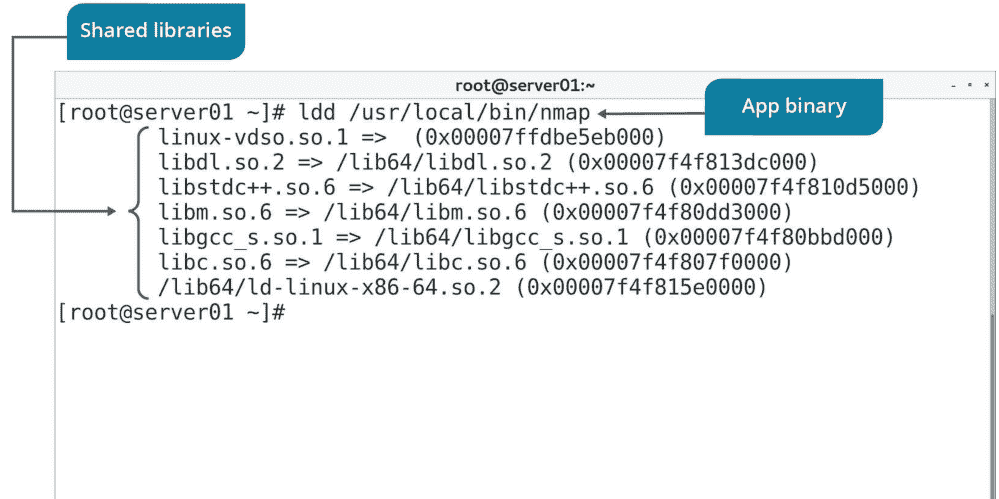 Shared libraries
root@server01:~
[root@server01 ~]# ldd /usr/local/bin/nmap
App binary
linux-vdso.so.1 =>  (0x00007ffdbe5eb000)
libdl.so.2 => /lib64/libdl.so.2 (0x00007f4f813dc000)
libstdc++.so.6 => /lib64/libstdc++.so.6 (0x00007f4f810d5000)
libm.so.6 => /lib64/libm.so.6 (0x00007f4f80dd3000)
libgcc_s.so.1 => /lib64/libgcc_s.so.1 (0x00007f4f80bbd000)
libc.so.6 => /lib64/libc.so.6 (0x00007f4f807f0000)
/lib64/ld-linux-x86-64.so.2 (0x00007f4f815e0000)
[root@server01 ~]#